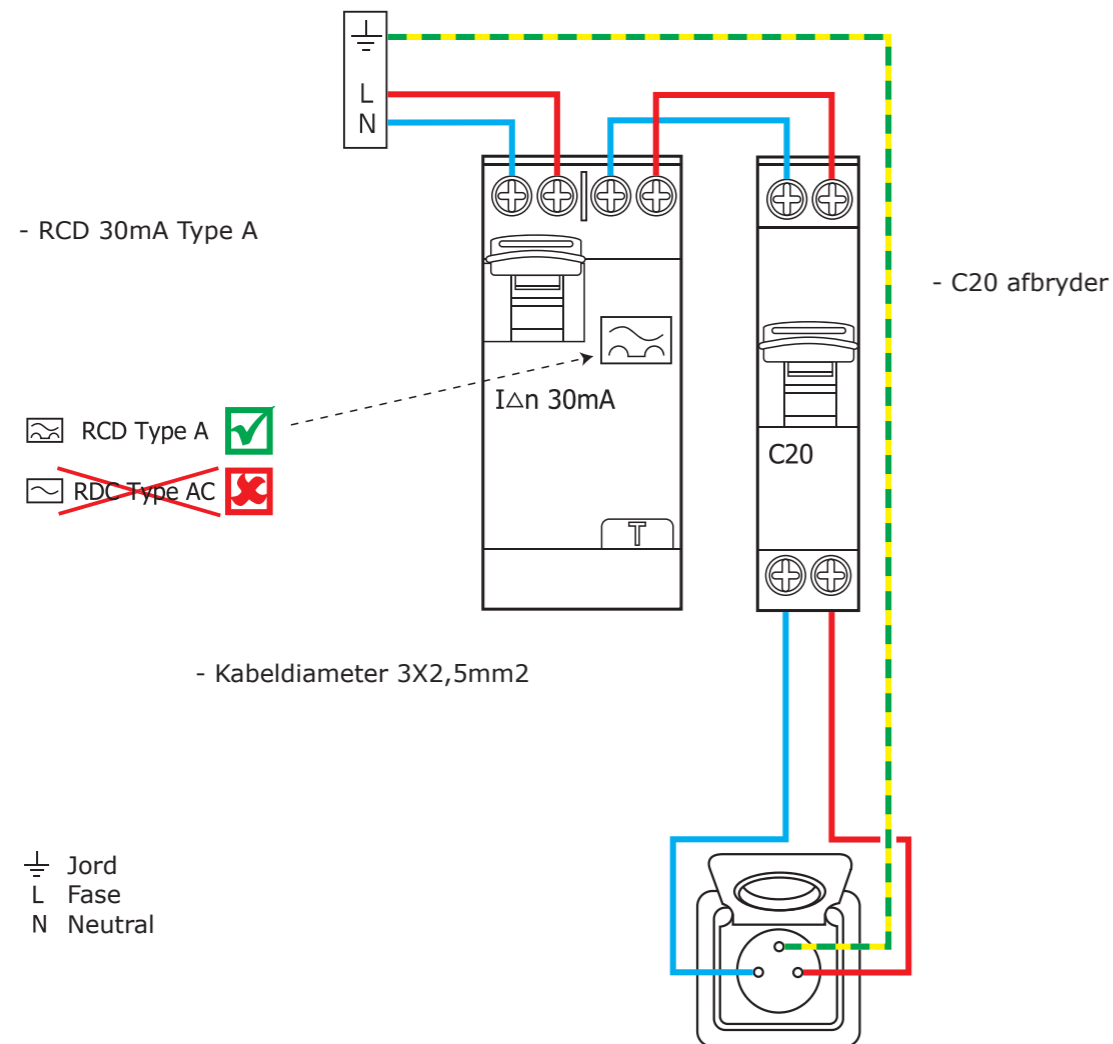 L
N
- RCD 30mA Type A
- C20 afbryder
I△n 30mA
RCD Type A
RDC Type AC
C20
T
- Kabeldiameter 3X2,5mm2
Jord
L Fase
N Neutral